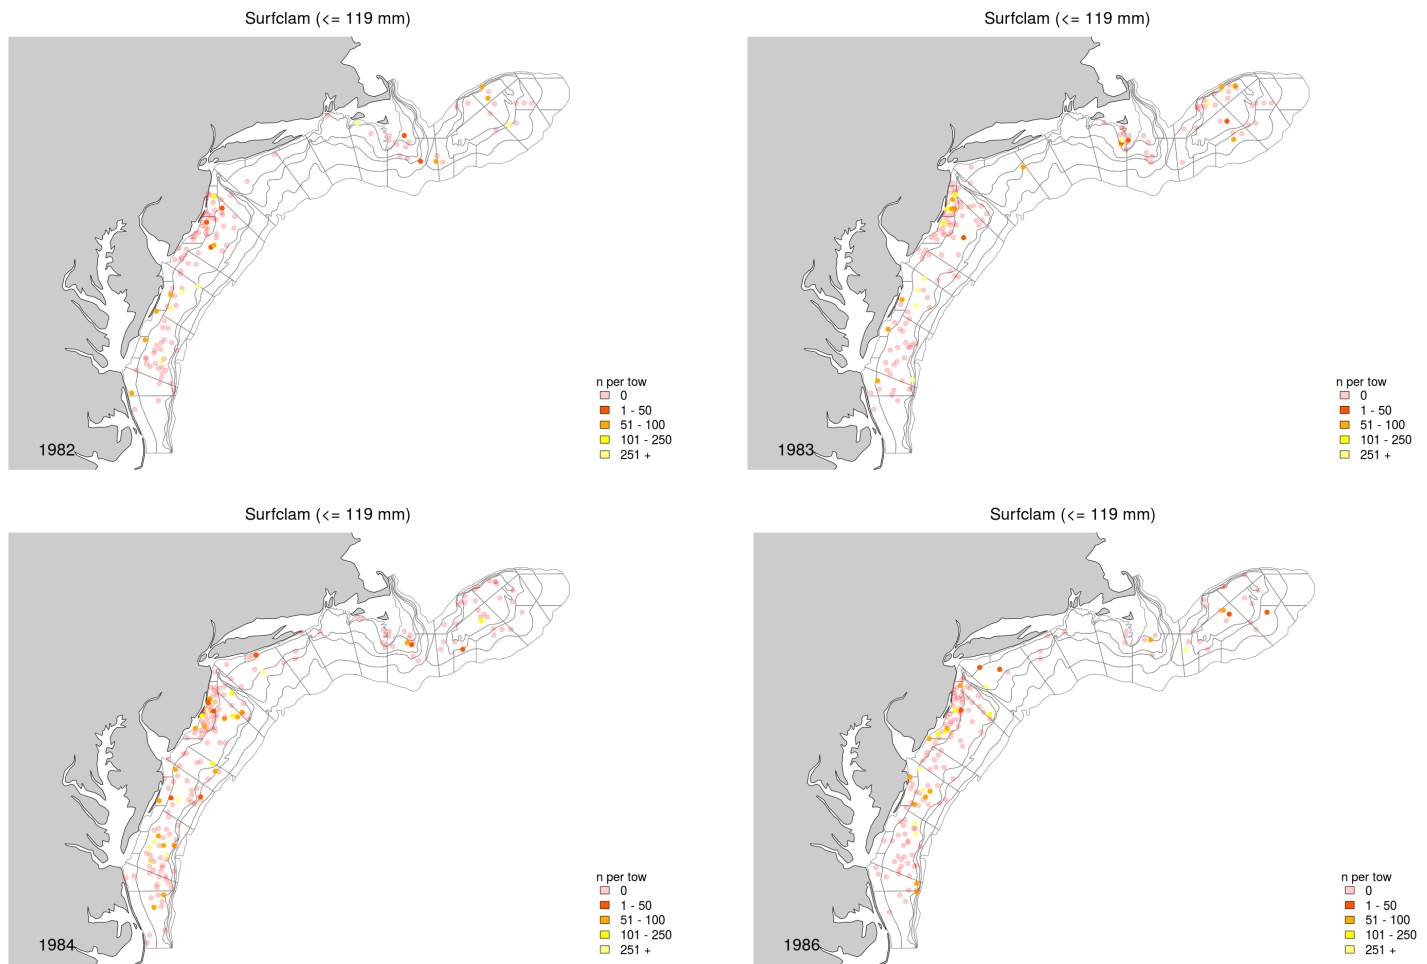 Surfclam (<= 119 mm)
n per tow
0
1 - 50
51 - 100
101 - 250
251 +
1982
Surfclam (<= 119 mm)
n per tow
0
1 - 50
51 - 100
101 - 250
251 +
1983
Surfclam (<= 119 mm)
n per tow
0
1 - 50
51 - 100
101 - 250
251 +
1984
Surfclam (<= 119 mm)
n per tow
0
1 - 50
51 - 100
101 - 250
251 +
1986